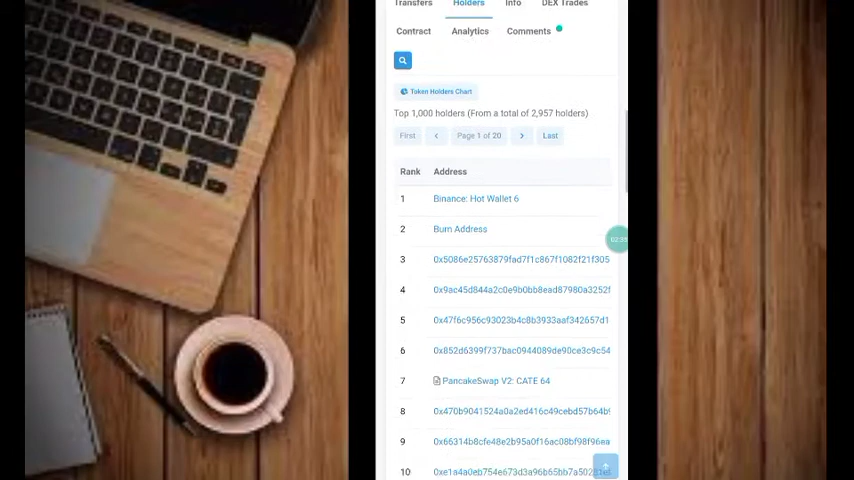 Transfers Holders Info DEX Trades
Contract Analytics Comments
Token Holders Chart
Top 1,000 holders (From a total of 2,957 holders)
First < Page 1 of 20 > Last
Rank Address
1 Binance: Hot Wallet 6
2 Burn Address
3 0x5086e25763879fad7f1c867f1082f21f305
4 0x9ac45d844a2c0e9b0bb8ead87980a3252f
5 0x47f6c956c93023b4c8b3933aaf342657d1
6 0x852d6399f737bac0944089de90ce3c9c54
7 PancakeSwap V2: CATE 64
8 0x470b9041524a0a2ed416c49cebd57b64b
9 0x66314b8cfe48e2b95a0f16ac08bf98f96ea
10